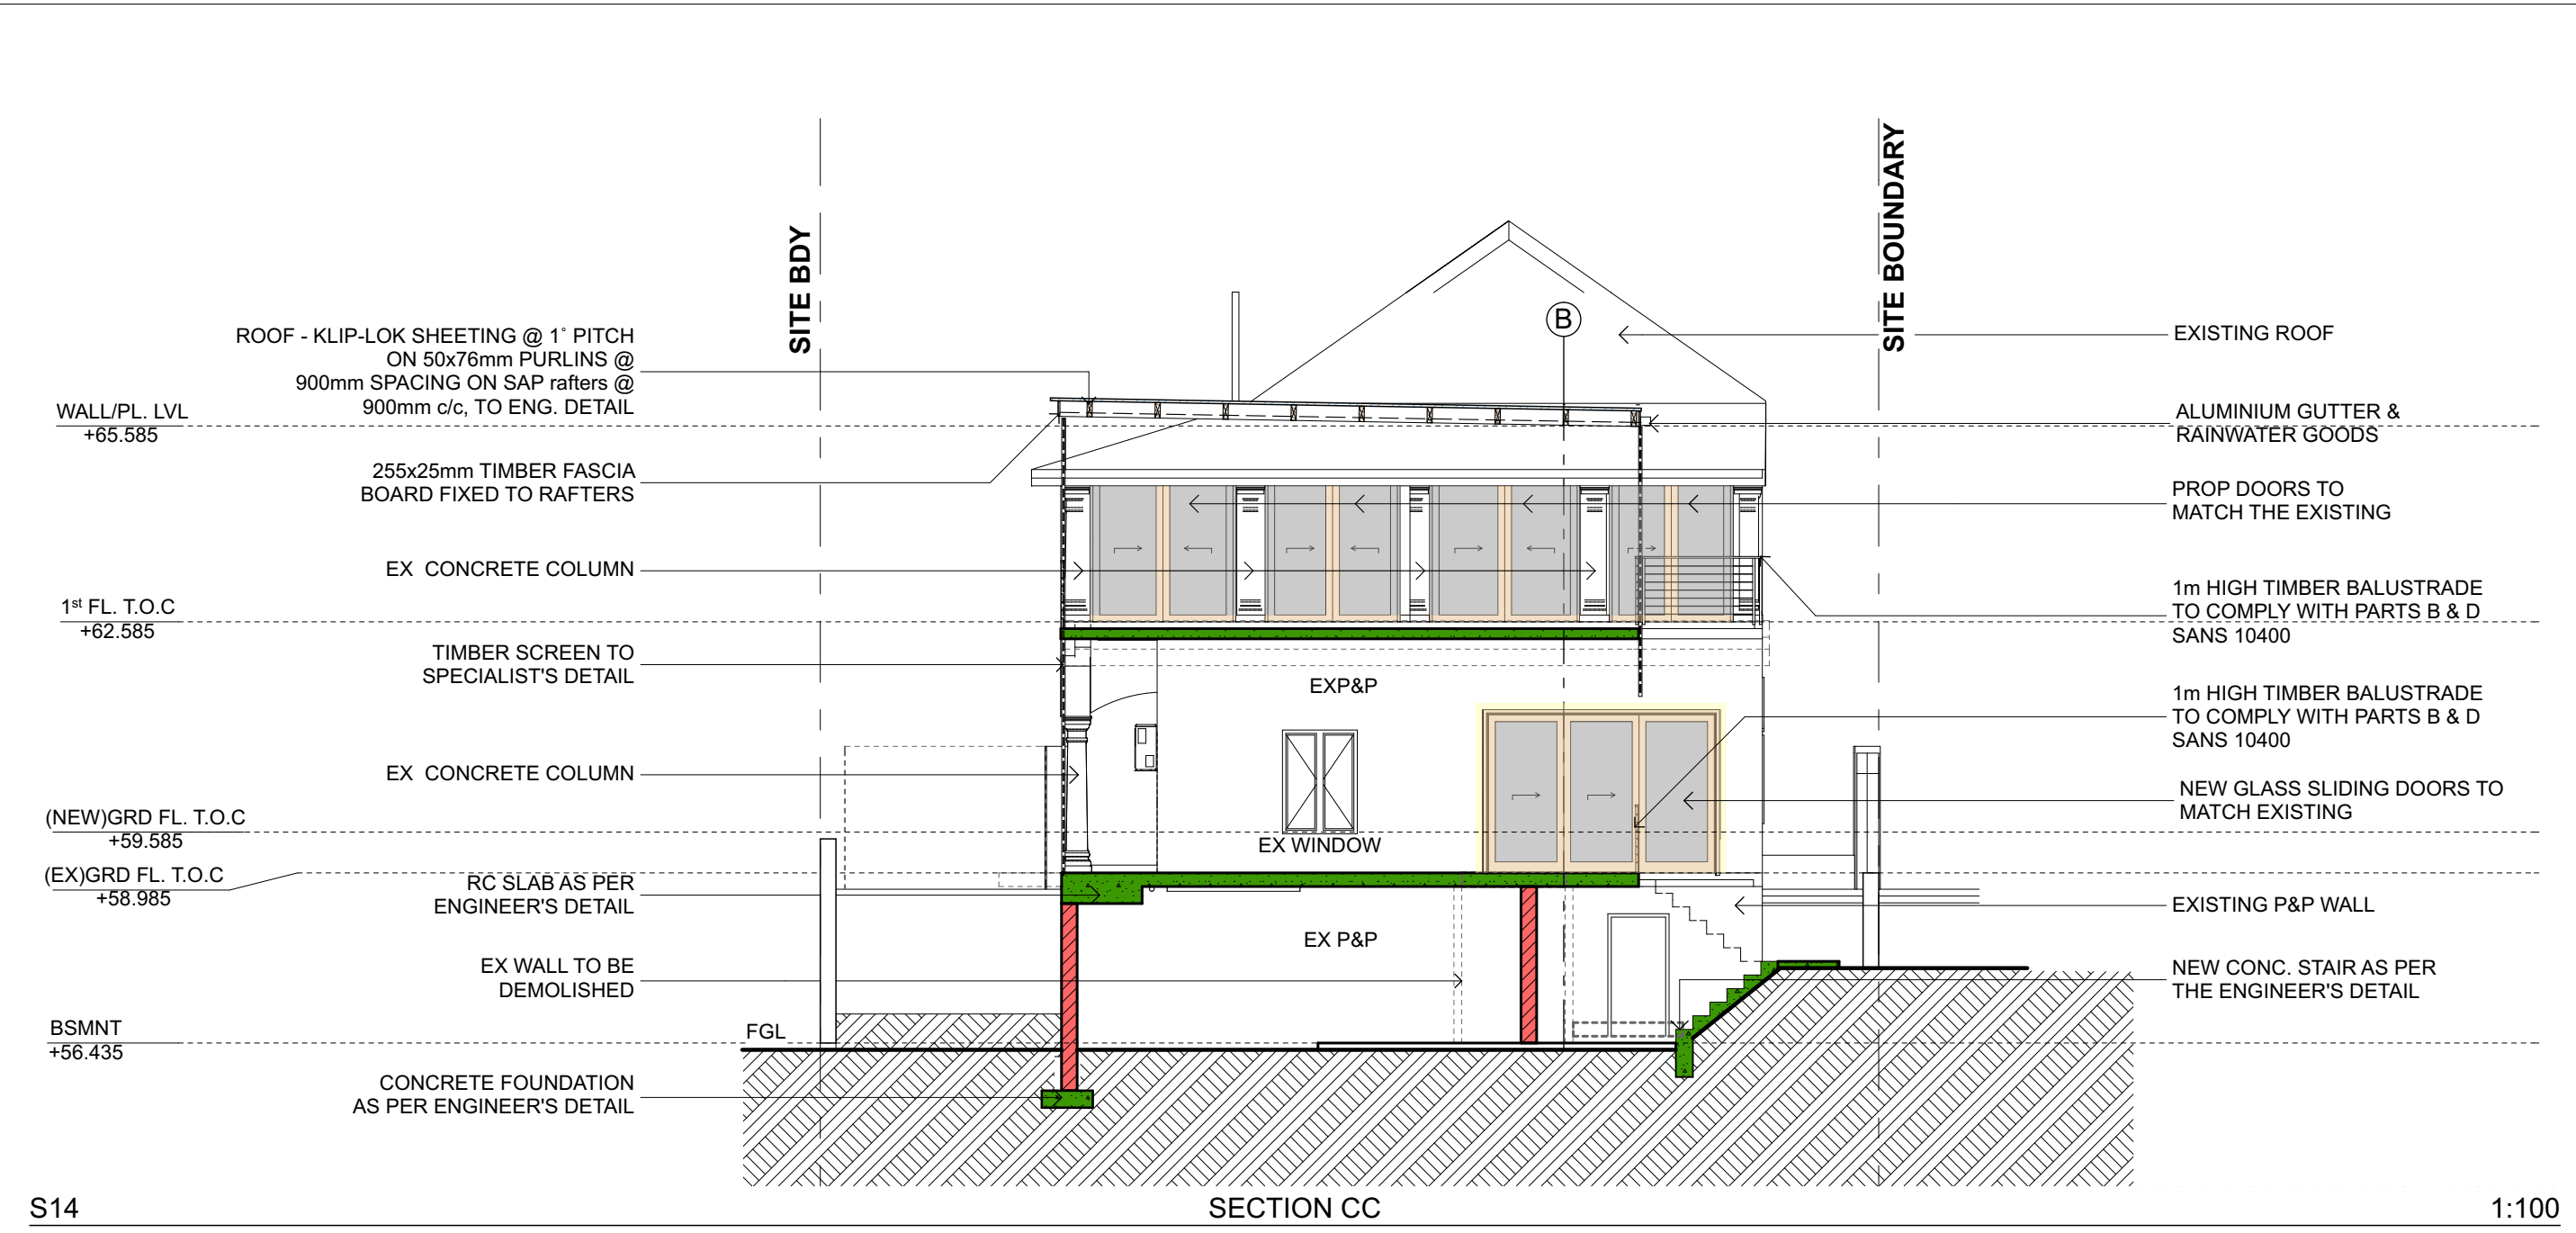 SITE BDY
SITE BOUNDARY
B
ROOF - KLIP-LOK SHEETING @ 1° PITCH
ON 50x76mm PURLINS @
900mm SPACING ON SAP rafters @
900mm c/c, TO ENG. DETAIL
WALL/PL. LVL
+65.585
255x25mm TIMBER FASCIA
BOARD FIXED TO RAFTERS
EX CONCRETE COLUMN
1st FL. T.O.C
+62.585
TIMBER SCREEN TO
SPECIALIST'S DETAIL
EX CONCRETE COLUMN
(NEW)GRD FL. T.O.C
+59.585
(EX)GRD FL. T.O.C
+58.985
RC SLAB AS PER
ENGINEER'S DETAIL
EX WALL TO BE
DEMOLISHED
BSMNT
+56.435
FGL
CONCRETE FOUNDATION
AS PER ENGINEER'S DETAIL
EXP&P
EX WINDOW
EX P&P
EXISTING ROOF
ALUMINIUM GUTTER &
RAINWATER GOODS
PROP DOORS TO
MATCH THE EXISTING
1m HIGH TIMBER BALUSTRADE
TO COMPLY WITH PARTS B & D
SANS 10400
1m HIGH TIMBER BALUSTRADE
TO COMPLY WITH PARTS B & D
SANS 10400
NEW GLASS SLIDING DOORS TO
MATCH EXISTING
EXISTING P&P WALL
NEW CONC. STAIR AS PER
THE ENGINEER'S DETAIL
S14
SECTION CC
1:100